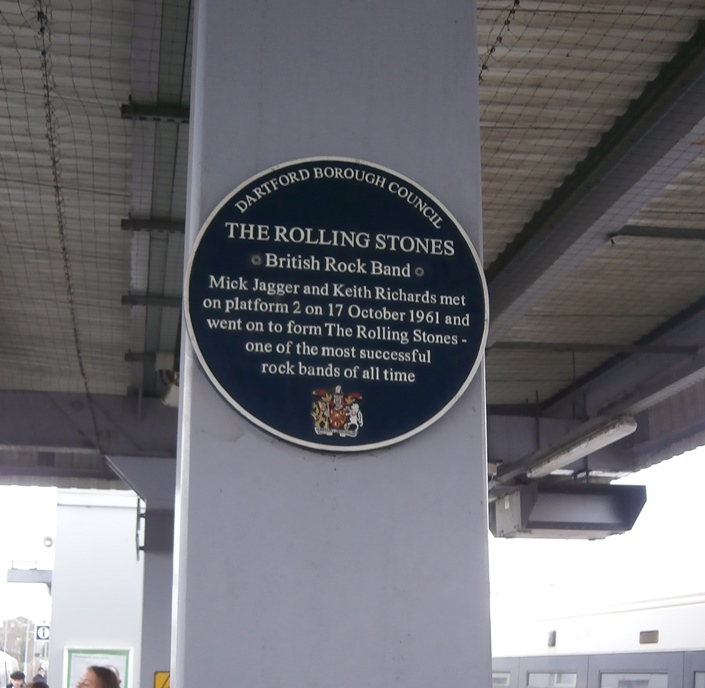 DARTFORD BOROUGH COUNCIL
THE ROLLING STONES
British Rock Band
Mick Jagger and Keith Richards met
on platform 2 on 17 October 1961 and
went on to form The Rolling Stones -
one of the most successful
rock bands of all time